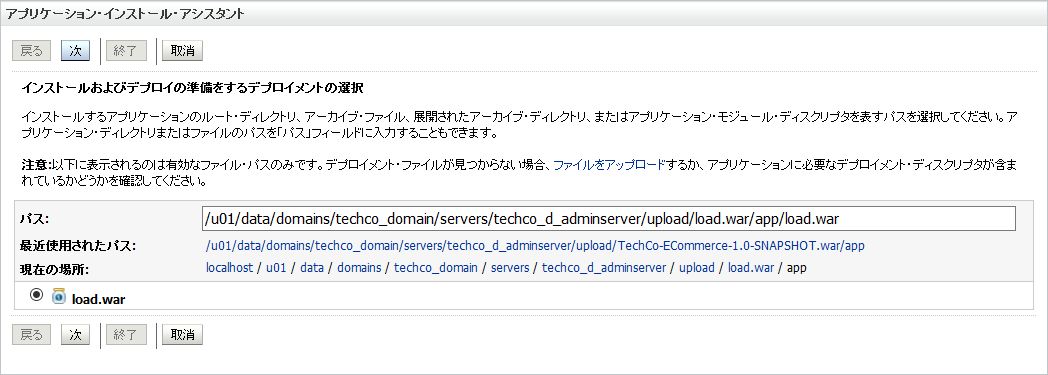 アプリケーション・インストール・アシスタント
戻る 次 終了 取消
インストールおよびデプロイの準備をするデプロイメントの選択
インストールするアプリケーションのルート・ディレクトリ、アーカイブ・ファイル、展開されたアーカイブ・ディレクトリ、またはアプリケーション・モジュール・ディスクリプタを表すパスを選択してください。ア
プリケーション・ディレクトリまたはファイルのパスを「パス」フィールドに入力することもできます。
注意:以下に表示されるのは有効なファイル・パスのみです。デプロイメント・ファイルが見つからない場合、ファイルをアップロードするか、アプリケーションに必要なデプロイメント・ディスクリプタが含ま
れているかどうかを確認してください。
パス: /u01/data/domains/techco_domain/servers/techco_d_adminserver/upload/load.war/app/load.war
最近使用されたパス: /u01/data/domains/techco_domain/servers/techco_d_adminserver/upload/TechCo-ECommerce-1.0-SNAPSHOT.war/app
現在の場所: localhost / u01 / data / domains / techco_domain / servers / techco_d_adminserver / upload / load.war / app
load.war
戻る 次 終了 取消